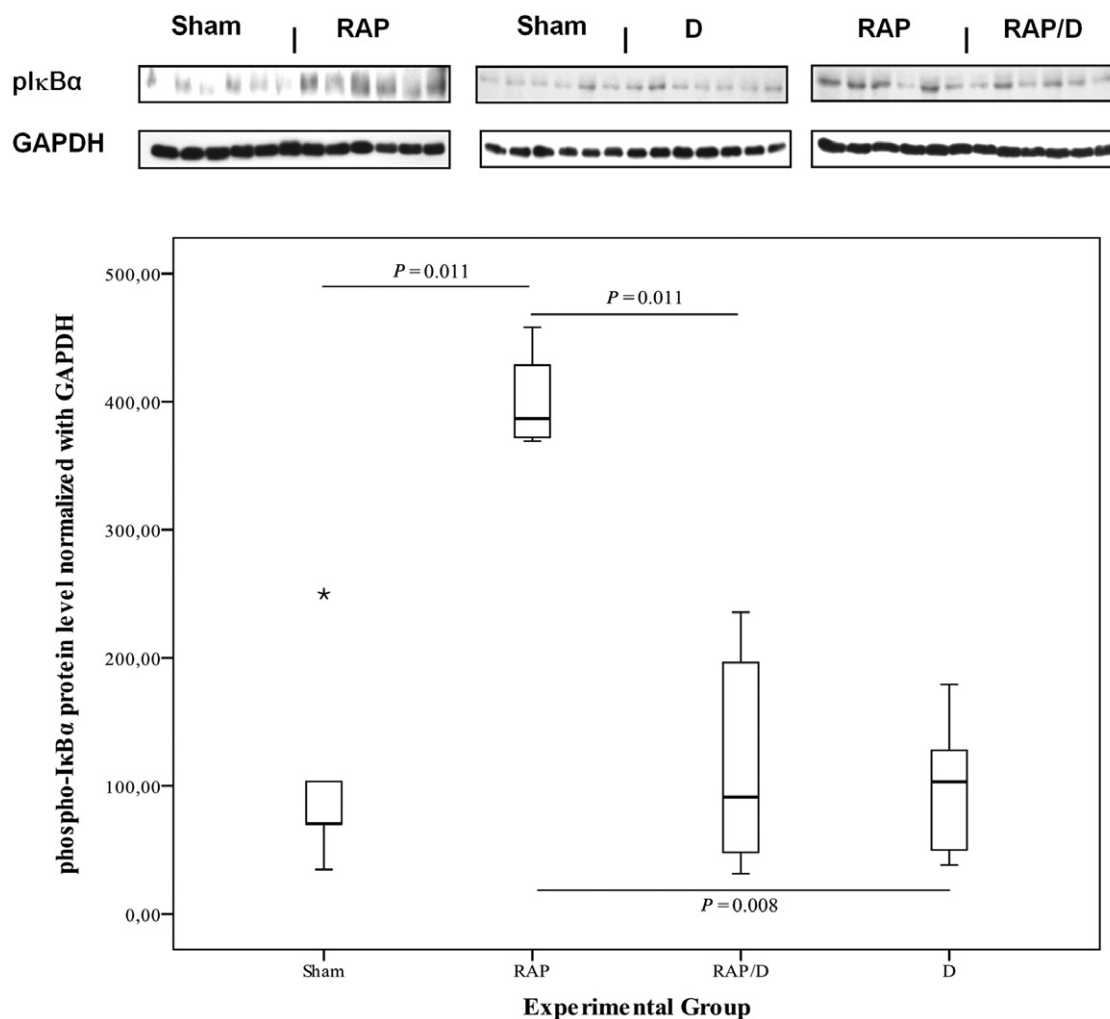 Sham | RAP Sham | D RAP | RAP/D
pIκBα
GAPDH
phospho-IκBα protein level normalized with GAPDH
500,00
400,00
300,00
200,00
100,00
0,00
P = 0.011
P = 0.011
*
P = 0.008
Sham RAP RAP/D D
Experimental Group